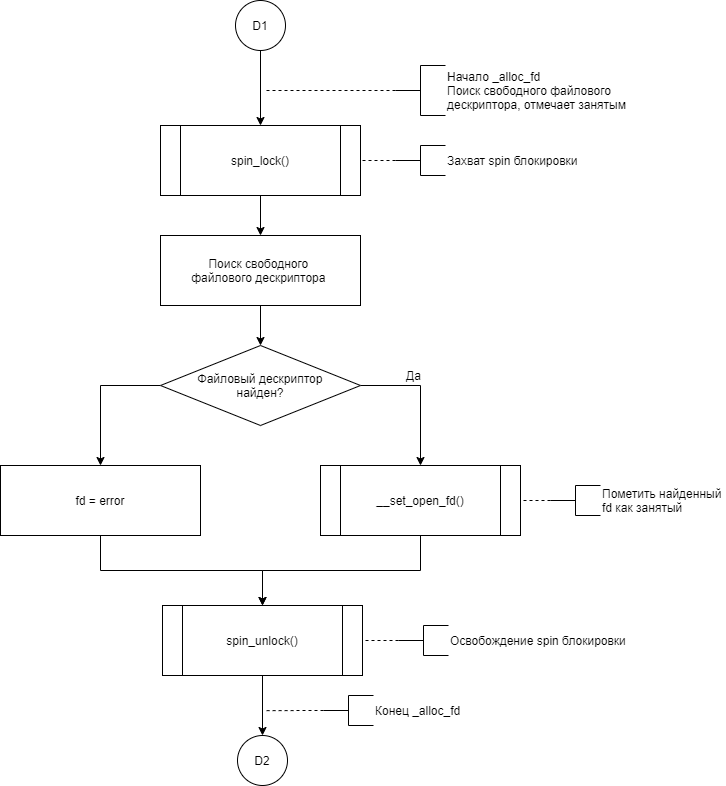 D1
Начало _alloc_fd
Поиск свободного файлового
дескриптора, отмечает занятым
spin_lock()
Захват spin блокировки
Поиск свободного
файлового дескриптора
Файловый дескриптор
найден?
Да
fd = error
__set_open_fd()
Пометить найденный
fd как занятый
spin_unlock()
Освобождение spin блокировки
Конец _alloc_fd
D2